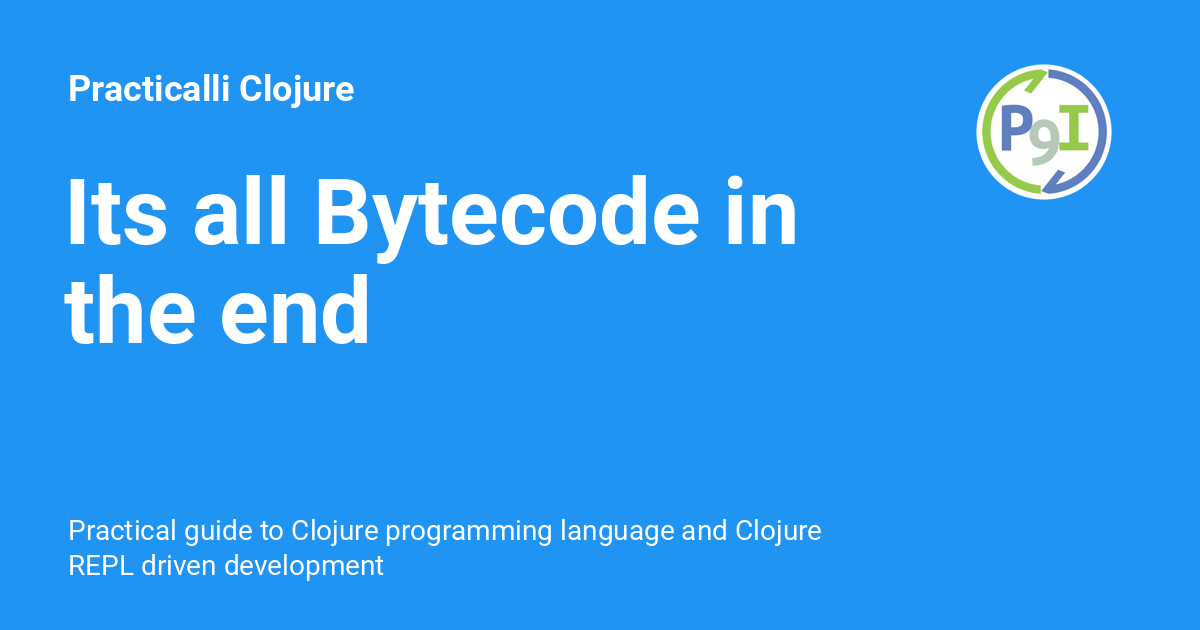 Practicalli Clojure
P9I
Its all Bytecode in
the end
Practical guide to Clojure programming language and Clojure
REPL driven development